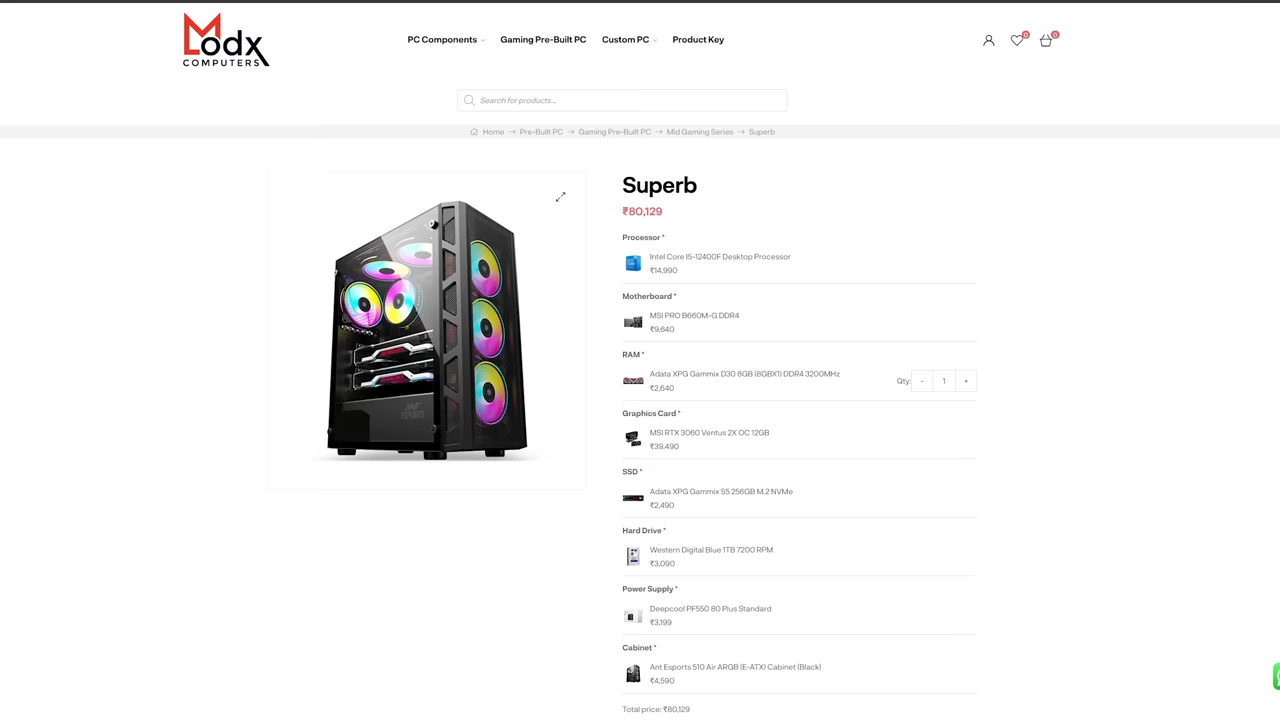 Modx
COMPUTERS
PC Components
Gaming Pre-Built PC
Custom PC
Product Key
0
0
Search for products...
Home → Pre-Built PC → Gaming Pre-Built PC → Mid Gaming Series → Superb
ANT
ESPORTS
Superb
₹80,129
Processor *
Intel Core I5-12400F Desktop Processor
₹14,990
Motherboard *
MSI PRO B660M-G DDR4
₹9,640
RAM *
Adata XPG Gammix D30 8GB (8GBX1) DDR4 3200MHz
₹2,640
Qty: - 1 +
Graphics Card *
MSI RTX 3060 Ventus 2X OC 12GB
₹39,490
SSD *
Adata XPG Gammix S5 256GB M.2 NVMe
₹2,490
Hard Drive *
Western Digital Blue 1TB 7200 RPM
₹3,090
Power Supply *
Deepcool PF550 80 Plus Standard
₹3,199
Cabinet *
Ant Esports 510 Air ARGB (E-ATX) Cabinet (Black)
₹4,590
Total price: ₹80,129